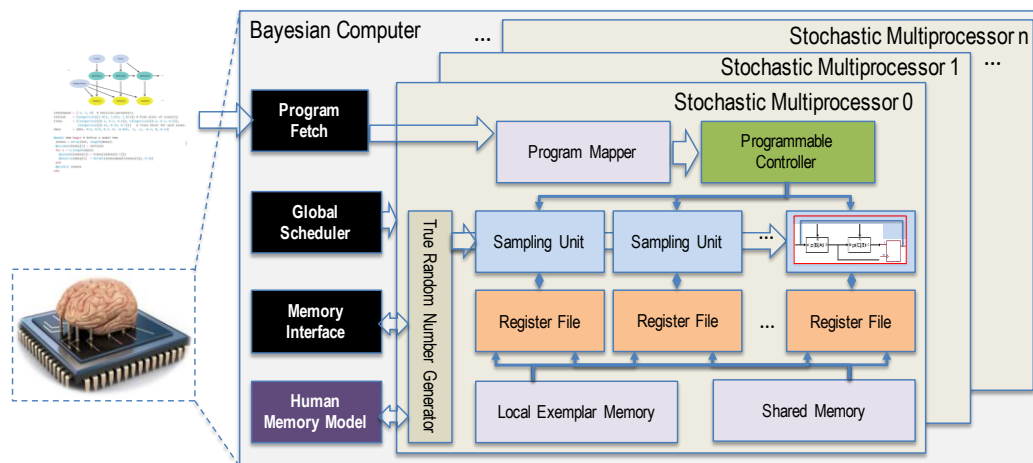 Bayesian Computer
...
Stochastic Multiprocessor n
...
Stochastic Multiprocessor 1
Stochastic Multiprocessor 0
Program
Fetch
Program Mapper
Programmable
Controller
Global
Scheduler
True Random Number Generator
Sampling Unit
Sampling Unit
...
Memory
Interface
Register File
Register File
...
Register File
Human
Memory Model
Local Exemplar Memory
Shared Memory